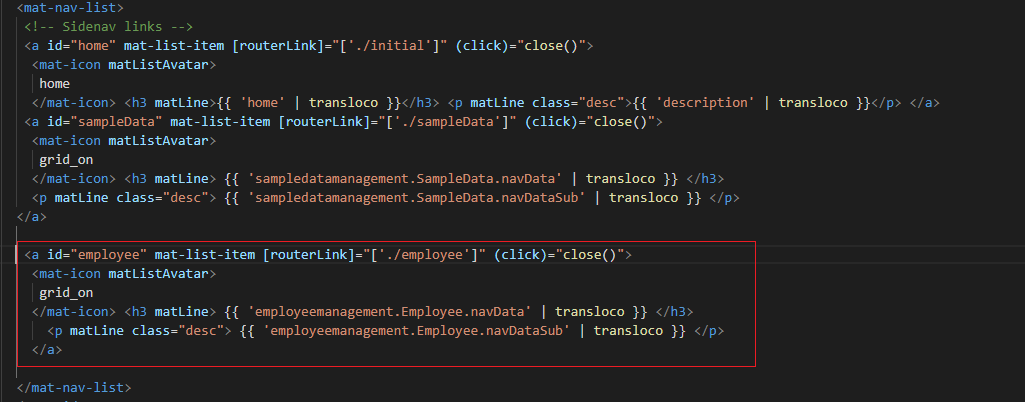 <mat-nav-list>
<!-- Sidenav links -->
<a id="home" mat-list-item [routerLink]="['./initial']" (click)="close()">
<mat-icon matListAvatar>
home
</mat-icon> <h3 matLine>{{ 'home' | transloco }}</h3> <p matLine class="desc">{{ 'description' | transloco }}</p> </a>
<a id="sampleData" mat-list-item [routerLink]="['./sampleData']" (click)="close()">
<mat-icon matListAvatar>
grid_on
</mat-icon> <h3 matLine> {{ 'sampledatamanagement.SampleData.navData' | transloco }} </h3>
<p matLine class="desc"> {{ 'sampledatamanagement.SampleData.navDataSub' | transloco }} </p>
</a>
<a id="employee" mat-list-item [routerLink]="['./employee']" (click)="close()">
<mat-icon matListAvatar>
grid_on
</mat-icon> <h3 matLine> {{ 'employeemanagement.Employee.navData' | transloco }} </h3>
<p matLine class="desc"> {{ 'employeemanagement.Employee.navDataSub' | transloco }} </p>
</a>
</mat-nav-list>